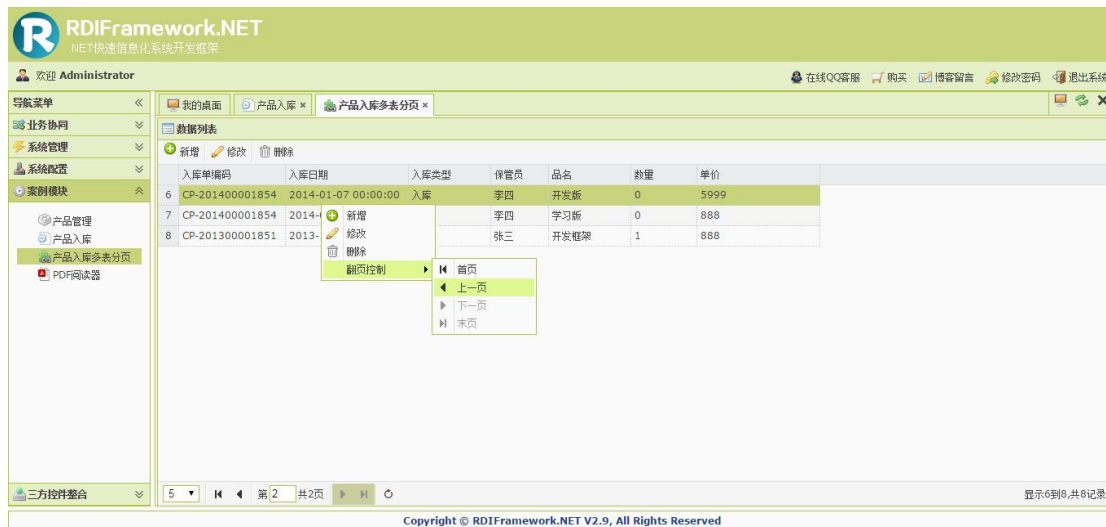 RDIFramework.NET
.NET快速信息化系统开发框架
欢迎 Administrator
在线QQ客服 购买 博客留言 修改密码 退出系统
导航菜单
业务协同
系统管理
系统配置
案例模块
产品管理
产品入库
产品入库多表分页
PDF阅读器
三方控件整合
我的桌面 产品入库 产品入库多表分页
数据列表
新增 修改 删除
入库单编码 入库日期 入库类型 保管员 品名 数量 单价
6 CP-201400001854 2014-01-07 00:00:00 入库 李四 开发版 0 5999
7 CP-201400001854 2014- 李四 学习版 0 888
8 CP-201300001851 2013- 张三 开发框架 1 888
新增
修改
删除
翻页控制
首页
上一页
下一页
末页
5 第 2 共2页
显示6到8,共8记录
Copyright © RDIFramework.NET V2.9, All Rights Reserved